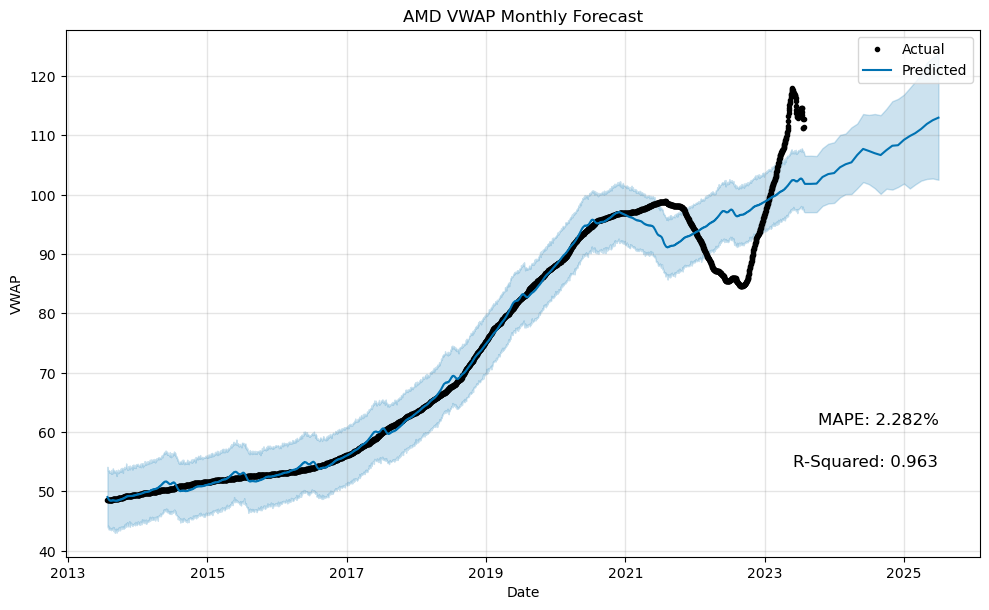 AMD VWAP Monthly Forecast
Actual
Predicted
120
110
100
90
80
70
60
50
40
VWAP
MAPE: 2.282%
R-Squared: 0.963
2013
2015
2017
2019
2021
2023
2025
Date